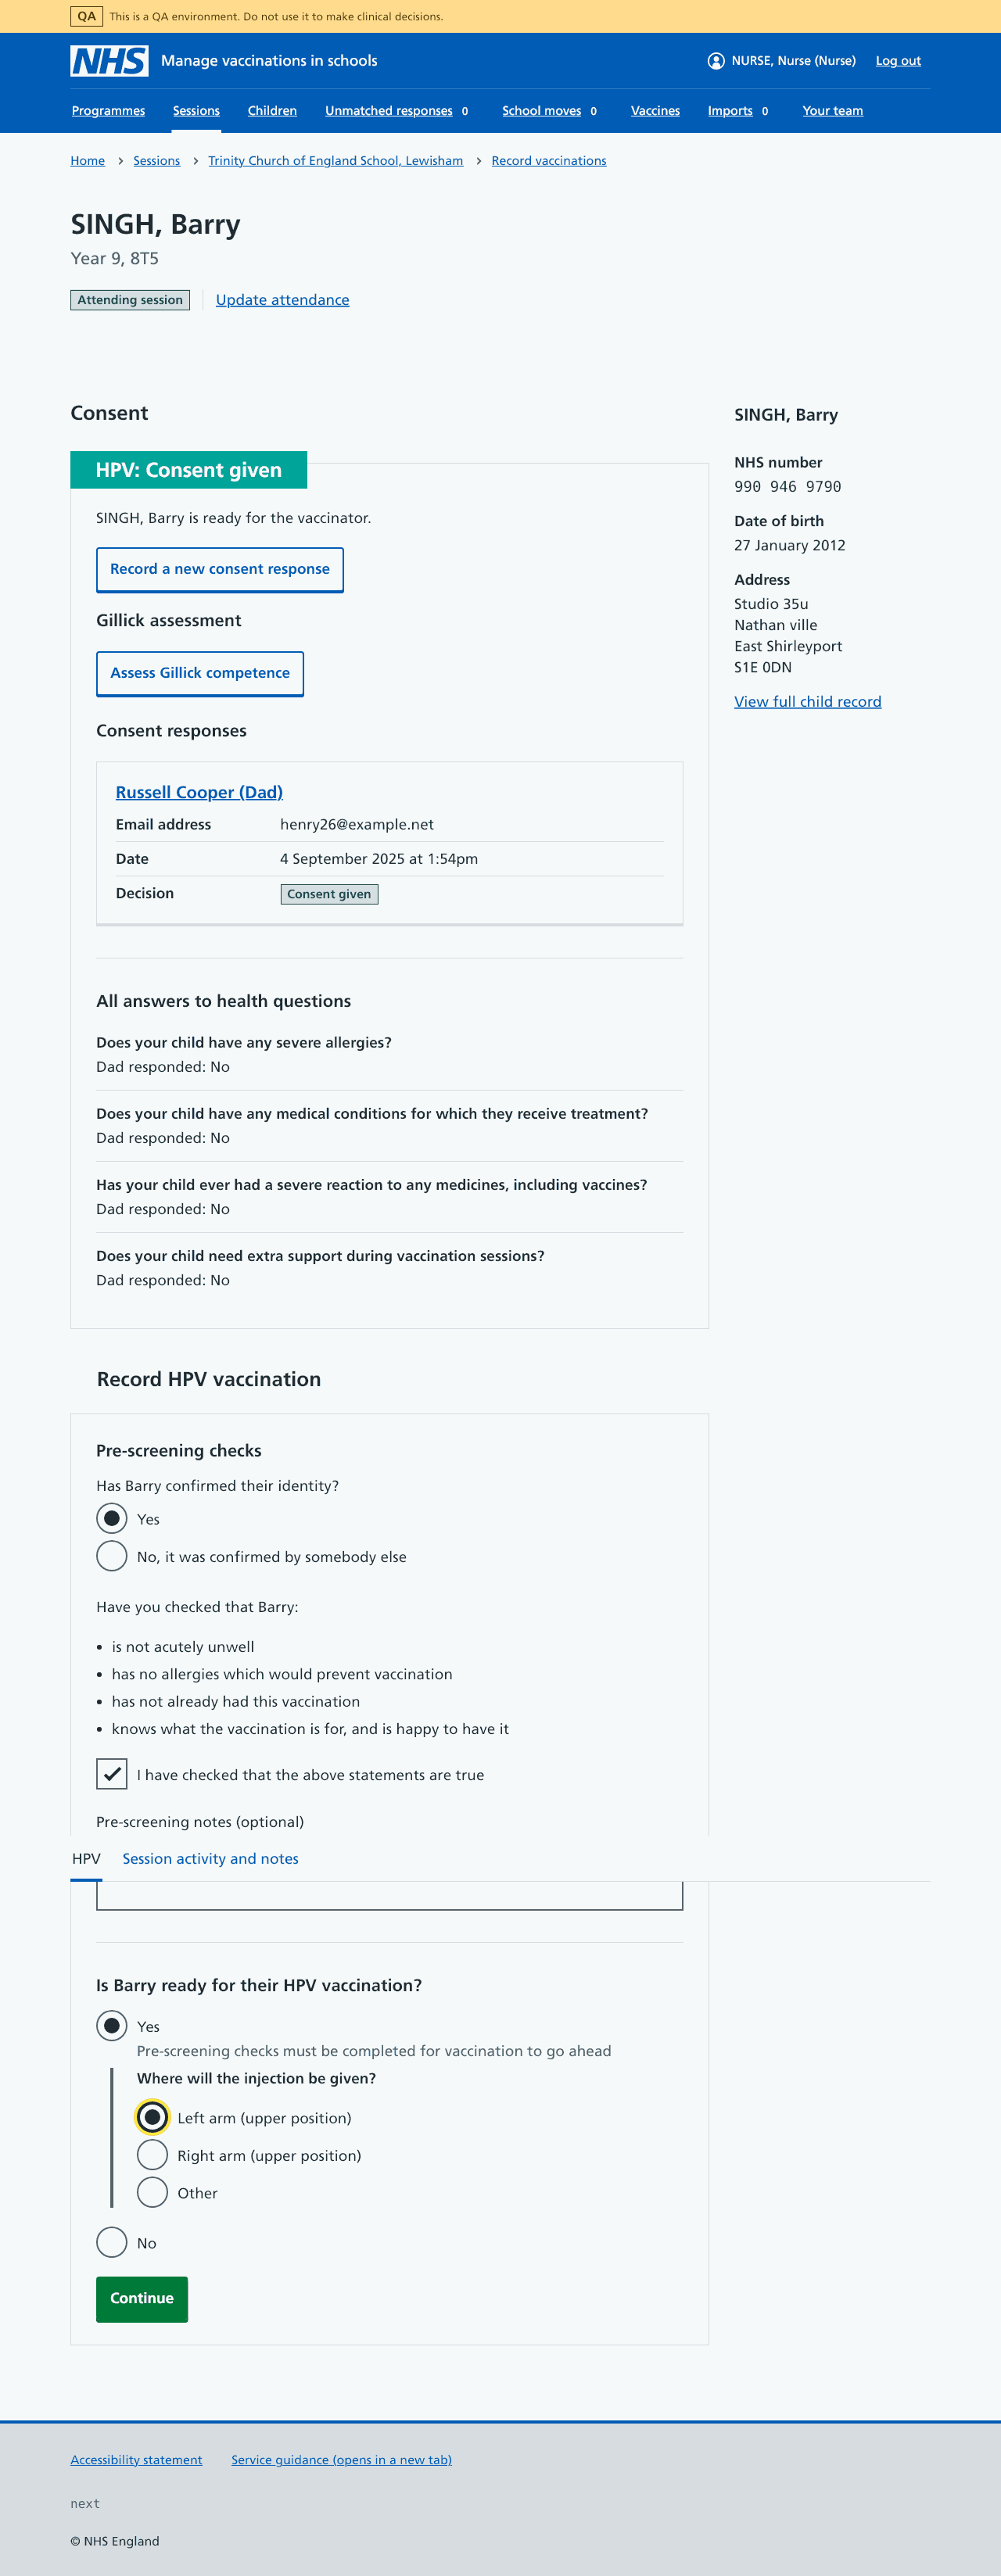 QA This is a QA environment. Do not use it to make clinical decisions.
NHS Manage vaccinations in schools NURSE, Nurse (Nurse) Log out
Programmes Sessions Children Unmatched responses 0 School moves 0 Vaccines Imports 0 Your team
Home Sessions Trinity Church of England School, Lewisham Record vaccinations
SINGH, Barry
Year 9, 8T5
Attending session Update attendance
Consent
HPV: Consent given
SINGH, Barry is ready for the vaccinator.
Record a new consent response
Gillick assessment
Assess Gillick competence
Consent responses
Russell Cooper (Dad)
Email address henry26@example.net
Date 4 September 2025 at 1:54pm
Decision Consent given
All answers to health questions
Does your child have any severe allergies?
Dad responded: No
Does your child have any medical conditions for which they receive treatment?
Dad responded: No
Has your child ever had a severe reaction to any medicines, including vaccines?
Dad responded: No
Does your child need extra support during vaccination sessions?
Dad responded: No
SINGH, Barry
NHS number
990 946 9790
Date of birth
27 January 2012
Address
Studio 35u
Nathan ville
East Shirleyport
S1E 0DN
View full child record
Record HPV vaccination
Pre-screening checks
Has Barry confirmed their identity?
Yes
No, it was confirmed by somebody else
Have you checked that Barry:
• is not acutely unwell
• has no allergies which would prevent vaccination
• has not already had this vaccination
• knows what the vaccination is for, and is happy to have it
I have checked that the above statements are true
Pre-screening notes (optional)
HPV Session activity and notes
Is Barry ready for their HPV vaccination?
Yes
Pre-screening checks must be completed for vaccination to go ahead
Where will the injection be given?
Left arm (upper position)
Right arm (upper position)
Other
No
Continue
Accessibility statement Service guidance (opens in a new tab)
next
© NHS England